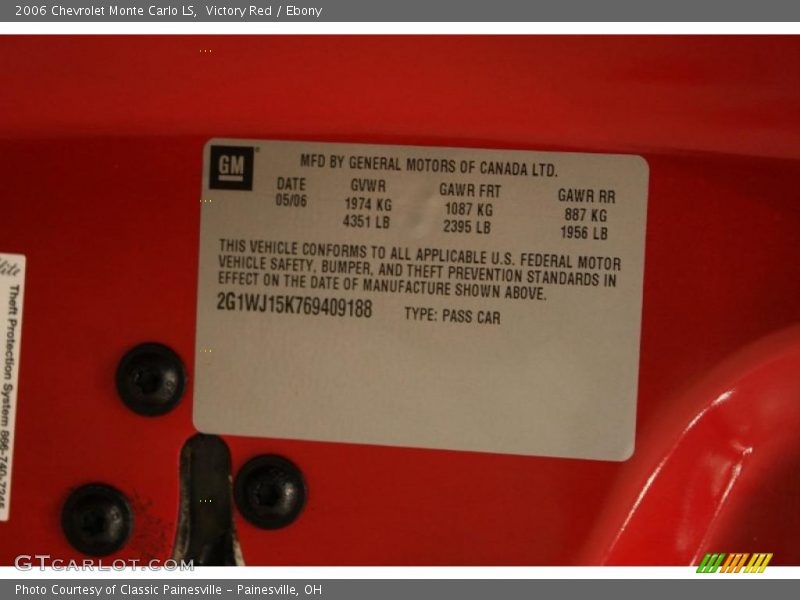 2006 Chevrolet Monte Carlo LS, Victory Red / Ebony
GM
MFD BY GENERAL MOTORS OF CANADA LTD.
DATE GVWR GAWR FRT GAWR RR
05/06 1974 KG 1087 KG 887 KG
4351 LB 2395 LB 1956 LB
THIS VEHICLE CONFORMS TO ALL APPLICABLE U.S. FEDERAL MOTOR
VEHICLE SAFETY, BUMPER, AND THEFT PREVENTION STANDARDS IN
EFFECT ON THE DATE OF MANUFACTURE SHOWN ABOVE.
2G1WJ15K769409188 TYPE: PASS CAR
Theft Protection System 866-740-7245
GTCARLOT.COM
Photo Courtesy of Classic Painesville - Painesville, OH